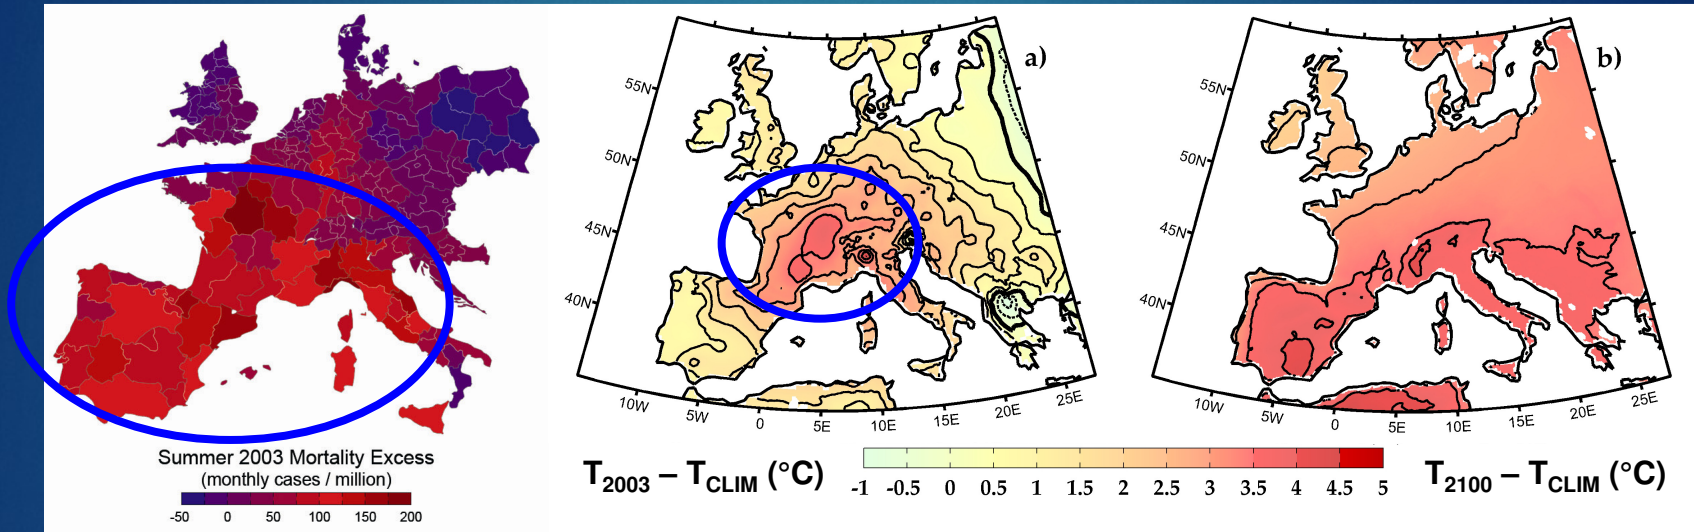 Summer 2003 Mortality Excess
(monthly cases / million)
-50 0 50 100 150 200
a)
55N
50N
45N
40N
10W 5W 0 5E 10E 15E 20E 25E
b)
55N
50N
45N
40N
10W 5W 0 5E 10E 15E 20E 25E
T2003 – TCLIM (°C)
-1 -0.5 0 0.5 1 1.5 2 2.5 3 3.5 4 4.5 5
T2100 – TCLIM (°C)